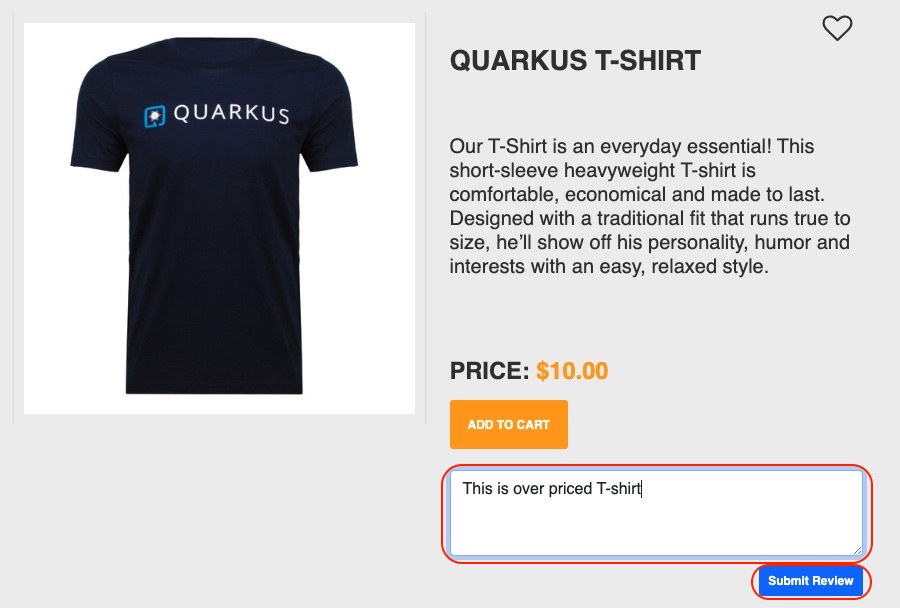 QUARKUS
QUARKUS T-SHIRT
Our T-Shirt is an everyday essential! This
short-sleeve heavyweight T-shirt is
comfortable, economical and made to last.
Designed with a traditional fit that runs true to
size, he’ll show off his personality, humor and
interests with an easy, relaxed style.
PRICE: $10.00
ADD TO CART
This is over priced T-shirt
Submit Review